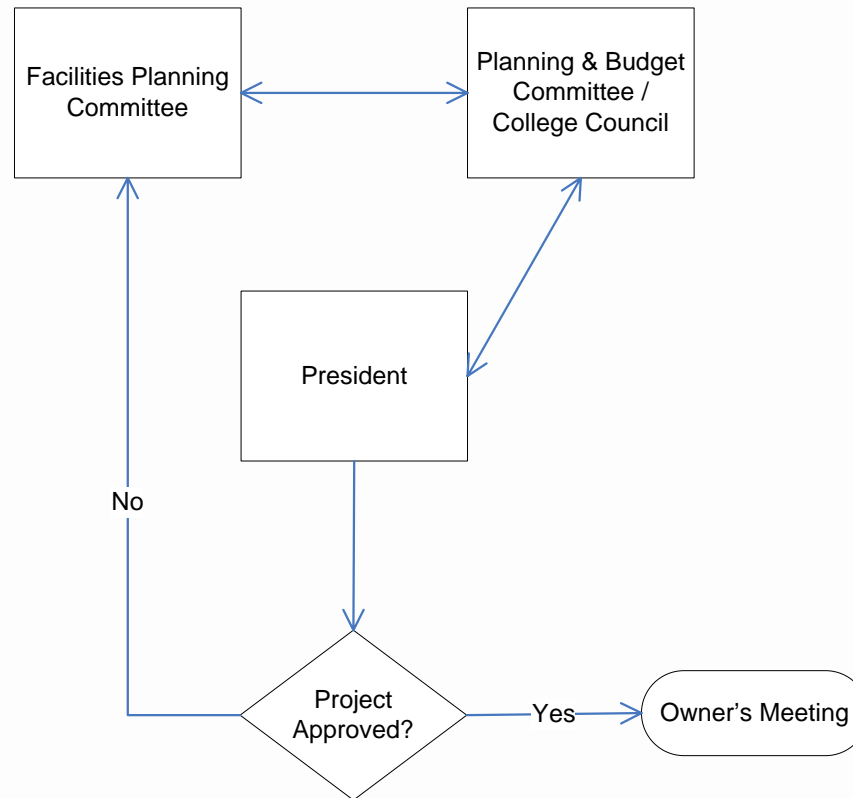 Facilities Planning
Committee
Planning & Budget
Committee /
College Council
President
No
Project
Approved?
Yes
Owner's Meeting